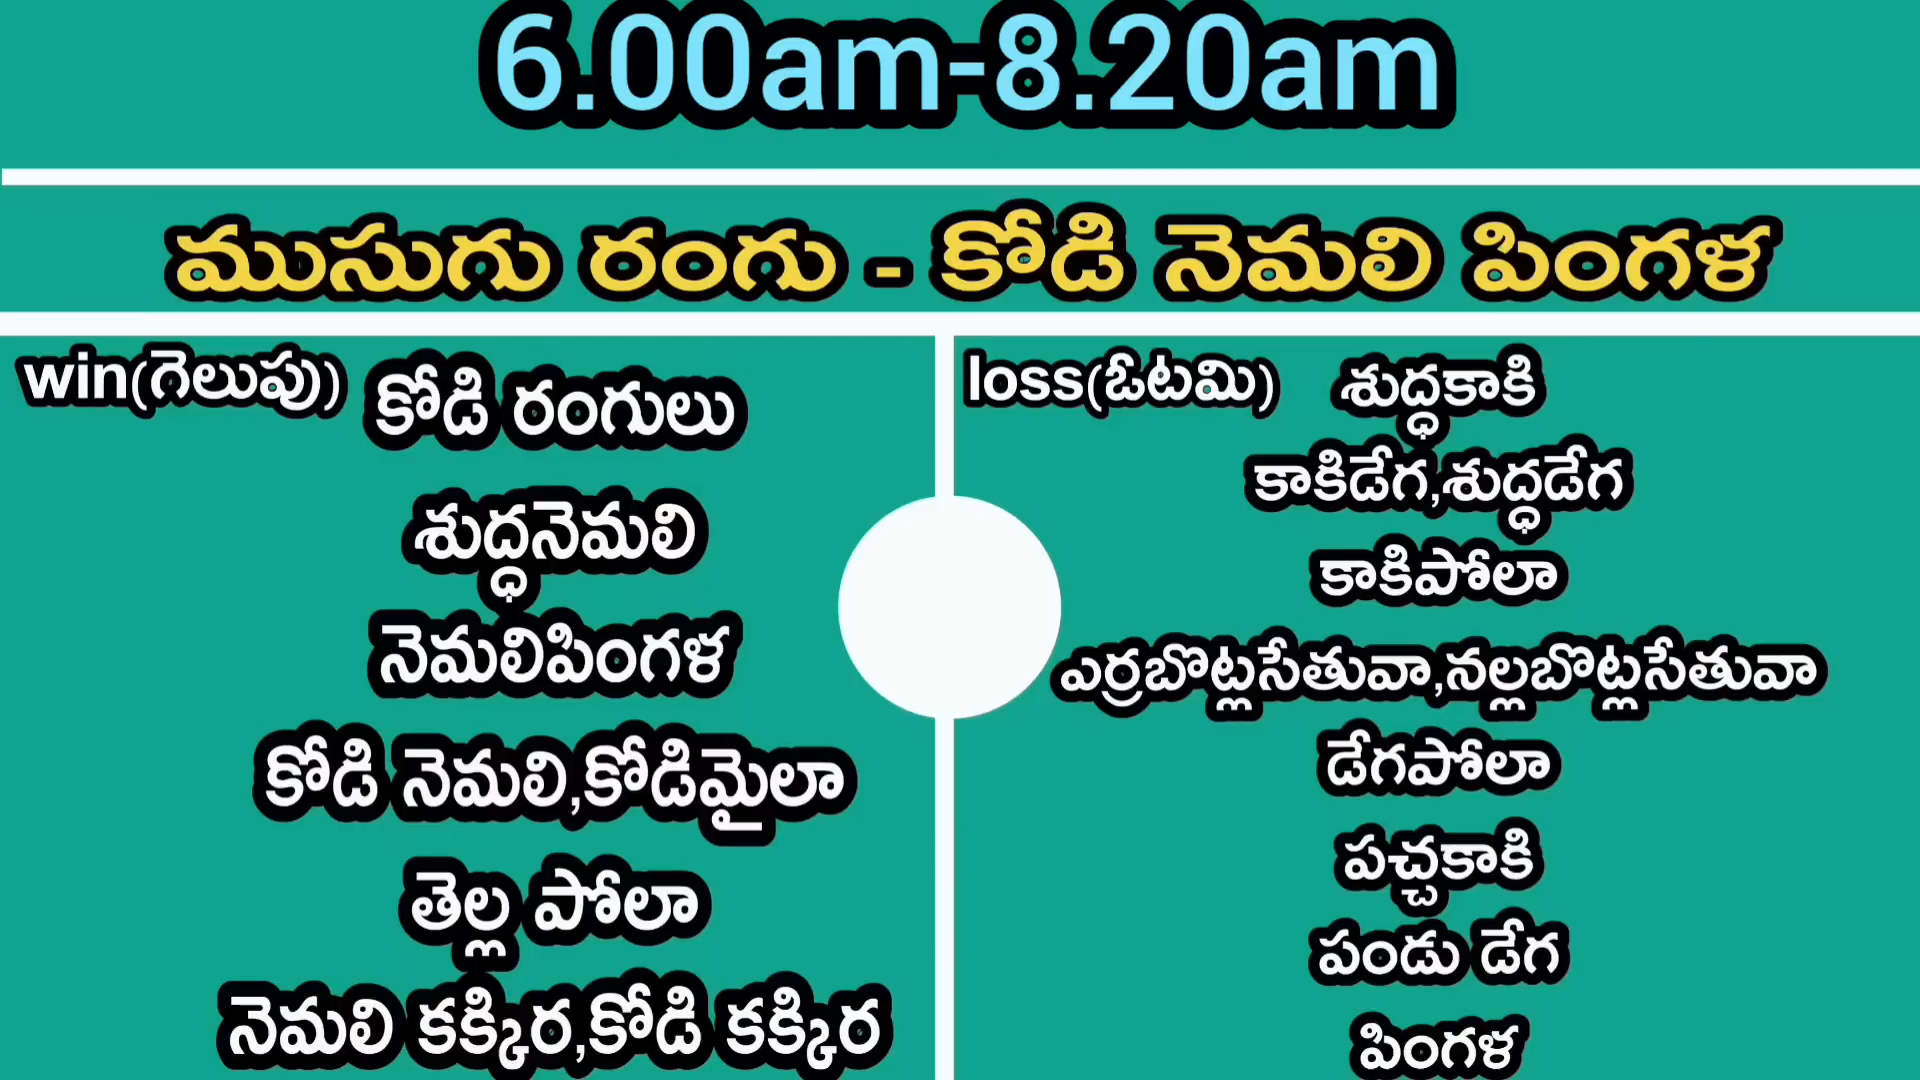 6.00am-8.20am
ముసుగు రంగు - కోడి నెమలి పింగళ
win(గెలుపు) కోడి రంగులు
శుద్ధనెమలి
నెమలిపింగళ
కోడి నెమలి,కోడిమైలా
తెల్ల పోలా
నెమలి కక్కిర,కోడి కక్కిర
loss(ఓటమి) శుద్ధకాకి
కాకిడేగ,శుద్ధడేగ
కాకిపోలా
ఎర్రబొట్లసేతువా,నల్లబొట్లసేతువా
డేగపోలా
పచ్చకాకి
పండు డేగ
పింగళ